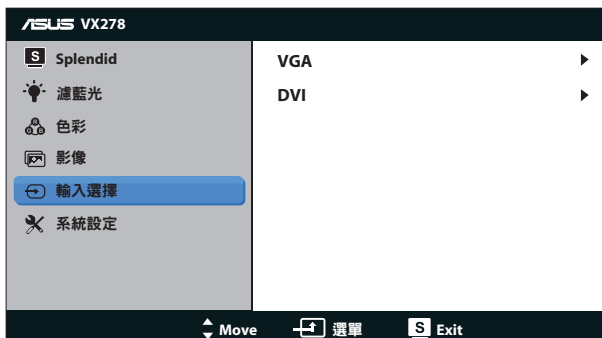 ASUS VX278
S Splendid
濾藍光
色彩
影像
輸入選擇
系統設定
VGA
DVI
Move 選單 S Exit